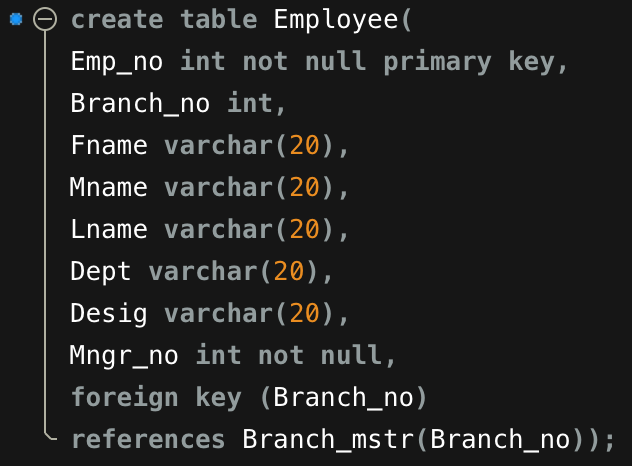 create table Employee(
Emp_no int not null primary key,
Branch_no int,
Fname varchar(20),
Mname varchar(20),
Lname varchar(20),
Dept varchar(20),
Desig varchar(20),
Mngr_no int not null,
foreign key (Branch_no)
references Branch_mstr(Branch_no));